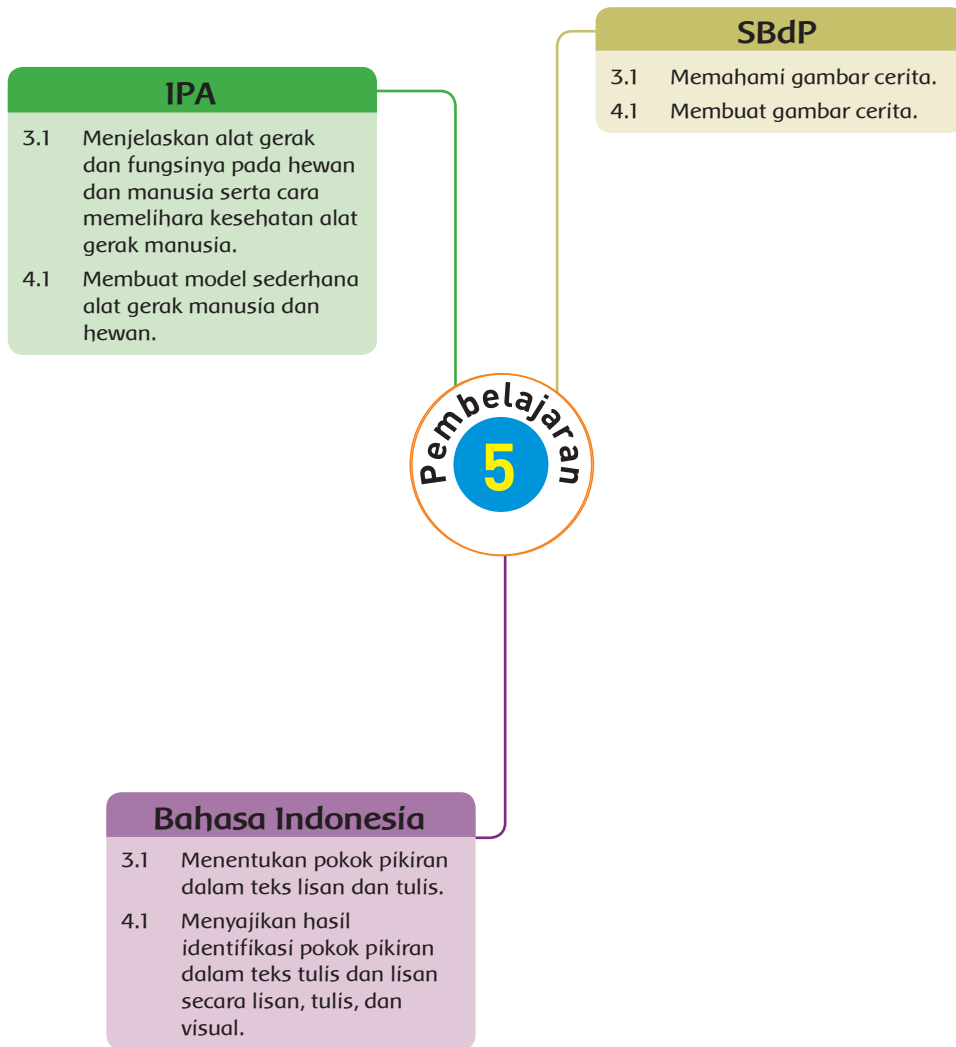 SBdP
3.1 Memahami gambar cerita.
4.1 Membuat gambar cerita.
IPA
3.1 Menjelaskan alat gerak
dan fungsinya pada hewan
dan manusia serta cara
memelihara kesehatan alat
gerak manusia.
4.1 Membuat model sederhana
alat gerak manusia dan
hewan.
Pembelajaran
5
Bahasa Indonesia
3.1 Menentukan pokok pikiran
dalam teks lisan dan tulis.
4.1 Menyajikan hasil
identifikasi pokok pikiran
dalam teks tulis dan lisan
secara lisan, tulis, dan
visual.